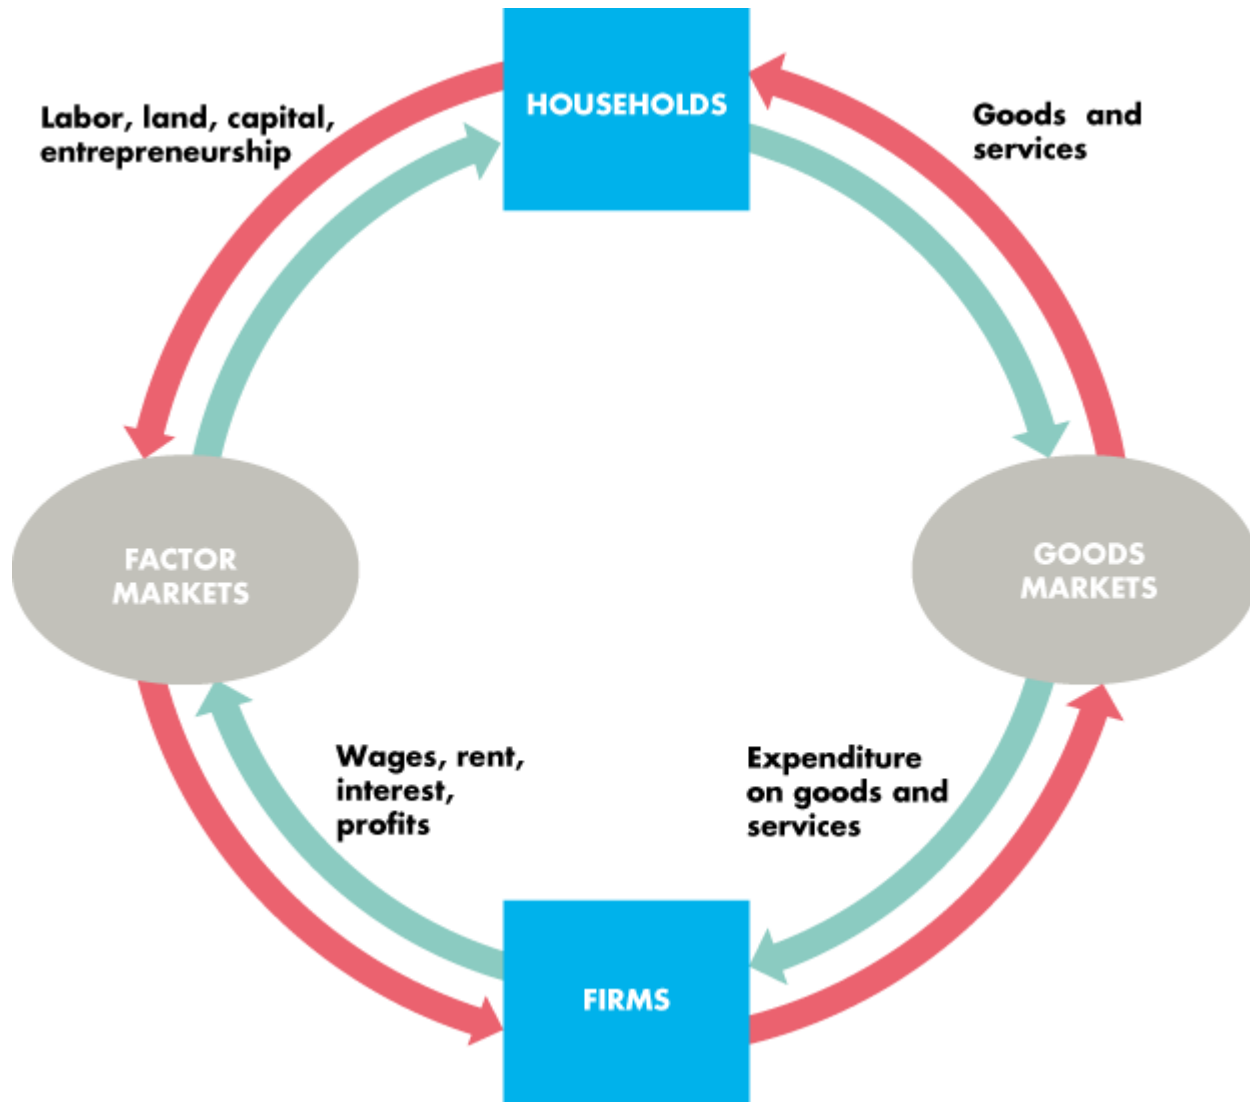 HOUSEHOLDS
Labor, land, capital,
entrepreneurship
Goods and
services
FACTOR
MARKETS
GOODS
MARKETS
Wages, rent,
interest,
profits
Expenditure
on goods and
services
FIRMS